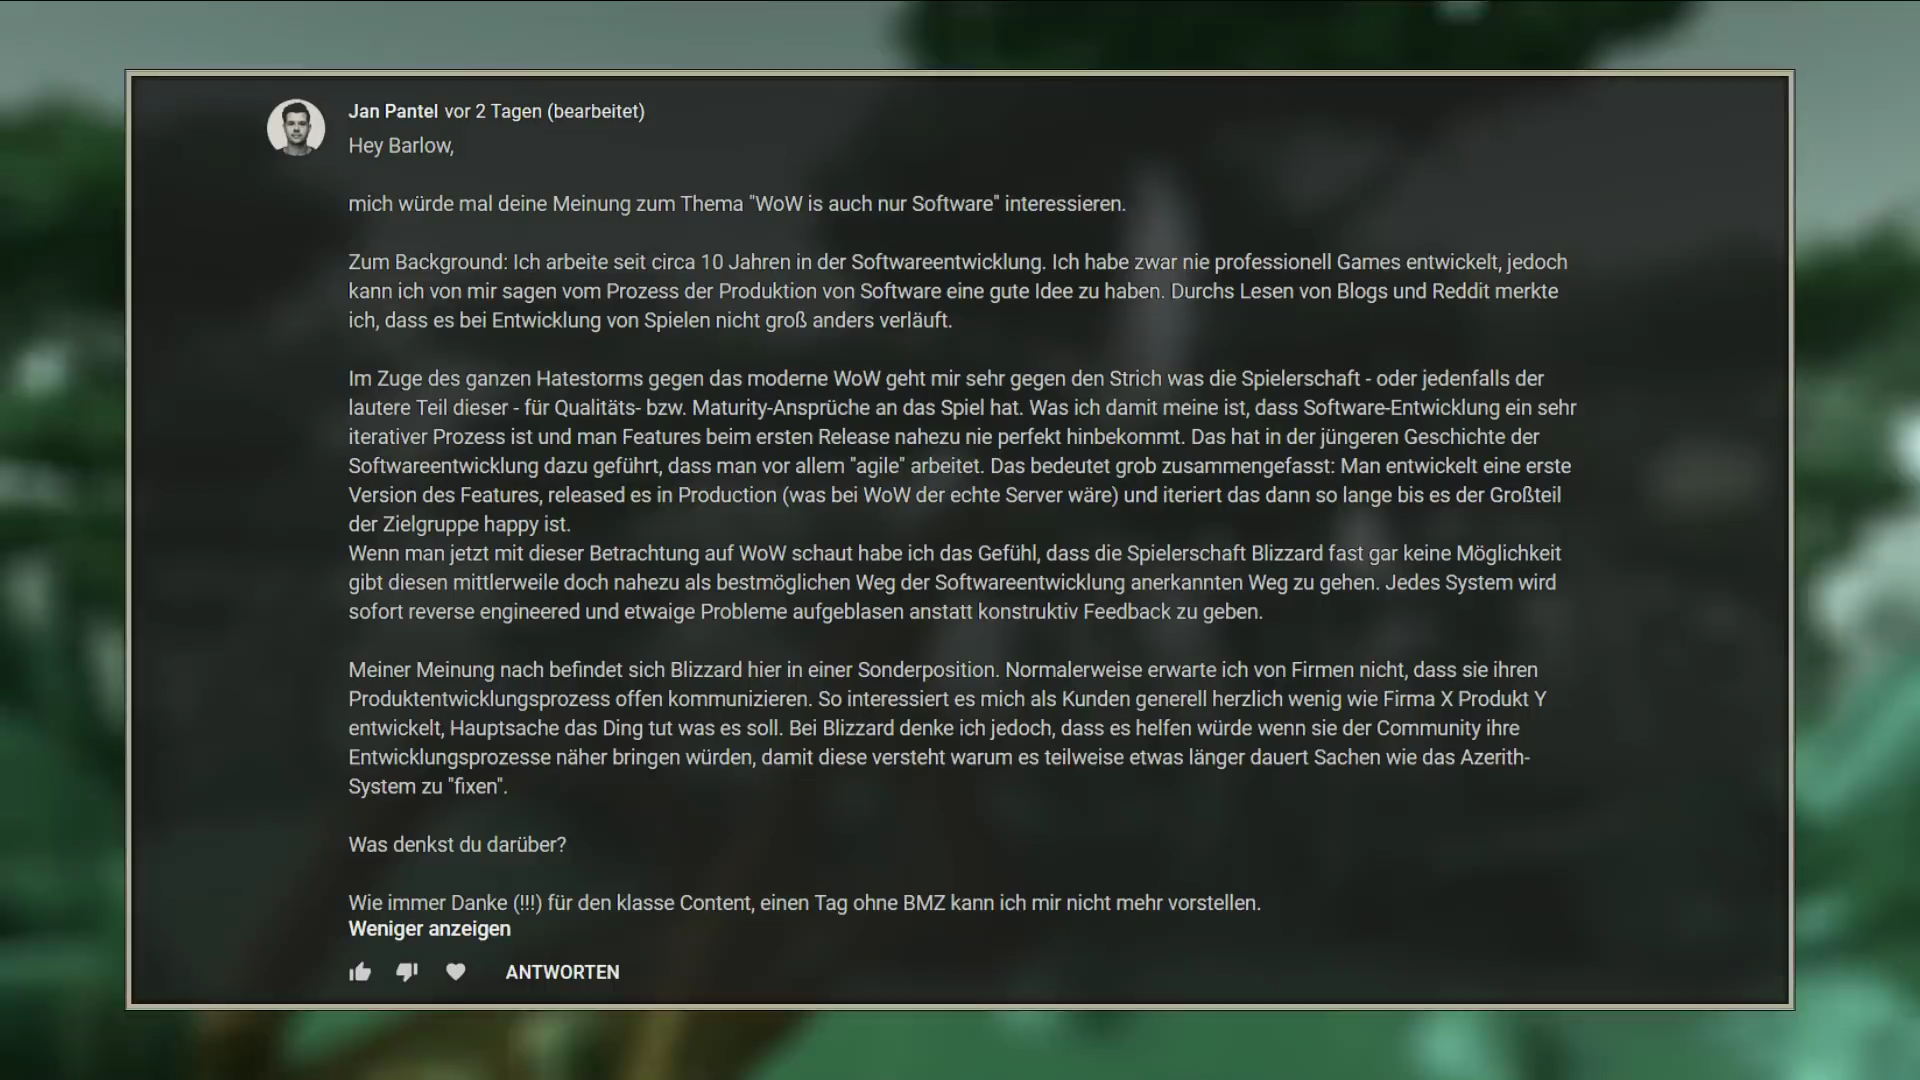 Jan Pantel vor 2 Tagen (bearbeitet)
Hey Barlow,
mich würde mal deine Meinung zum Thema "WoW is auch nur Software" interessieren.
Zum Background: Ich arbeite seit circa 10 Jahren in der Softwareentwicklung. Ich habe zwar nie professionell Games entwickelt, jedoch
kann ich von mir sagen vom Prozess der Produktion von Software eine gute Idee zu haben. Durchs Lesen von Blogs und Reddit merkte
ich, dass es bei Entwicklung von Spielen nicht groß anders verläuft.
Im Zuge des ganzen Hatestorms gegen das moderne WoW geht mir sehr gegen den Strich was die Spielerschaft - oder jedenfalls der
lautere Teil dieser - für Qualitäts- bzw. Maturity-Ansprüche an das Spiel hat. Was ich damit meine ist, dass Software-Entwicklung ein sehr
iterativer Prozess ist und man Features beim ersten Release nahezu nie perfekt hinbekommt. Das hat in der jüngeren Geschichte der
Softwareentwicklung dazu geführt, dass man vor allem "agile" arbeitet. Das bedeutet grob zusammengefasst: Man entwickelt eine erste
Version des Features, released es in Production (was bei WoW der echte Server wäre) und iteriert das dann so lange bis es der Großteil
der Zielgruppe happy ist.
Wenn man jetzt mit dieser Betrachtung auf WoW schaut habe ich das Gefühl, dass die Spielerschaft Blizzard fast gar keine Möglichkeit
gibt diesen mittlerweile doch nahezu als bestmöglichen Weg der Softwareentwicklung anerkannten Weg zu gehen. Jedes System wird
sofort reverse engineered und etwaige Probleme aufgeblasen anstatt konstruktiv Feedback zu geben.
Meiner Meinung nach befindet sich Blizzard hier in einer Sonderposition. Normalerweise erwarte ich von Firmen nicht, dass sie ihren
Produktentwicklungsprozess offen kommunizieren. So interessiert es mich als Kunden generell herzlich wenig wie Firma X Produkt Y
entwickelt, Hauptsache das Ding tut was es soll. Bei Blizzard denke ich jedoch, dass es helfen würde wenn sie der Community ihre
Entwicklungsprozesse näher bringen würden, damit diese versteht warum es teilweise etwas länger dauert Sachen wie das Azerith-
System zu "fixen".
Was denkst du darüber?
Wie immer Danke (!!!) für den klasse Content, einen Tag ohne BMZ kann ich mir nicht mehr vorstellen.
Weniger anzeigen
ANTWORTEN